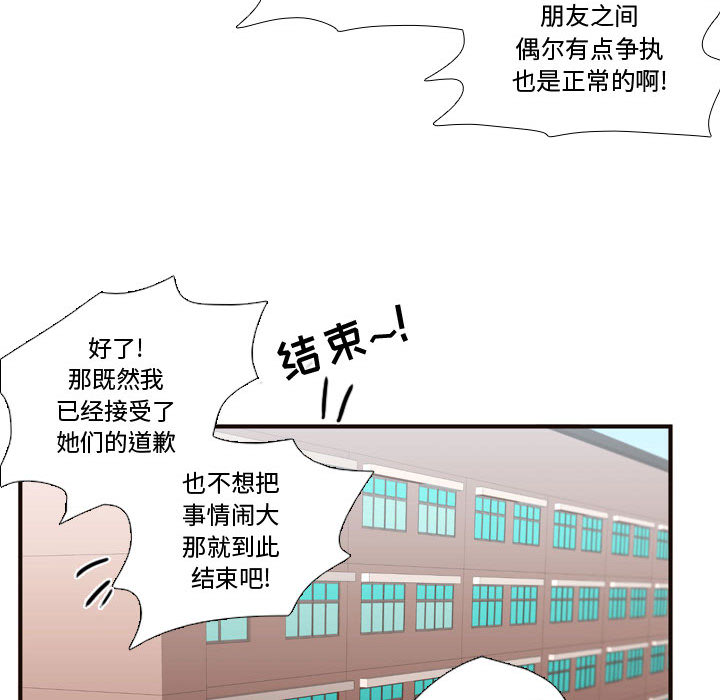 朋友之间
偶尔有点争执
也是正常的啊!
结束~!
好了!
那既然我
已经接受了
她们的道歉
也不想把
事情闹大
那就到此
结束吧!